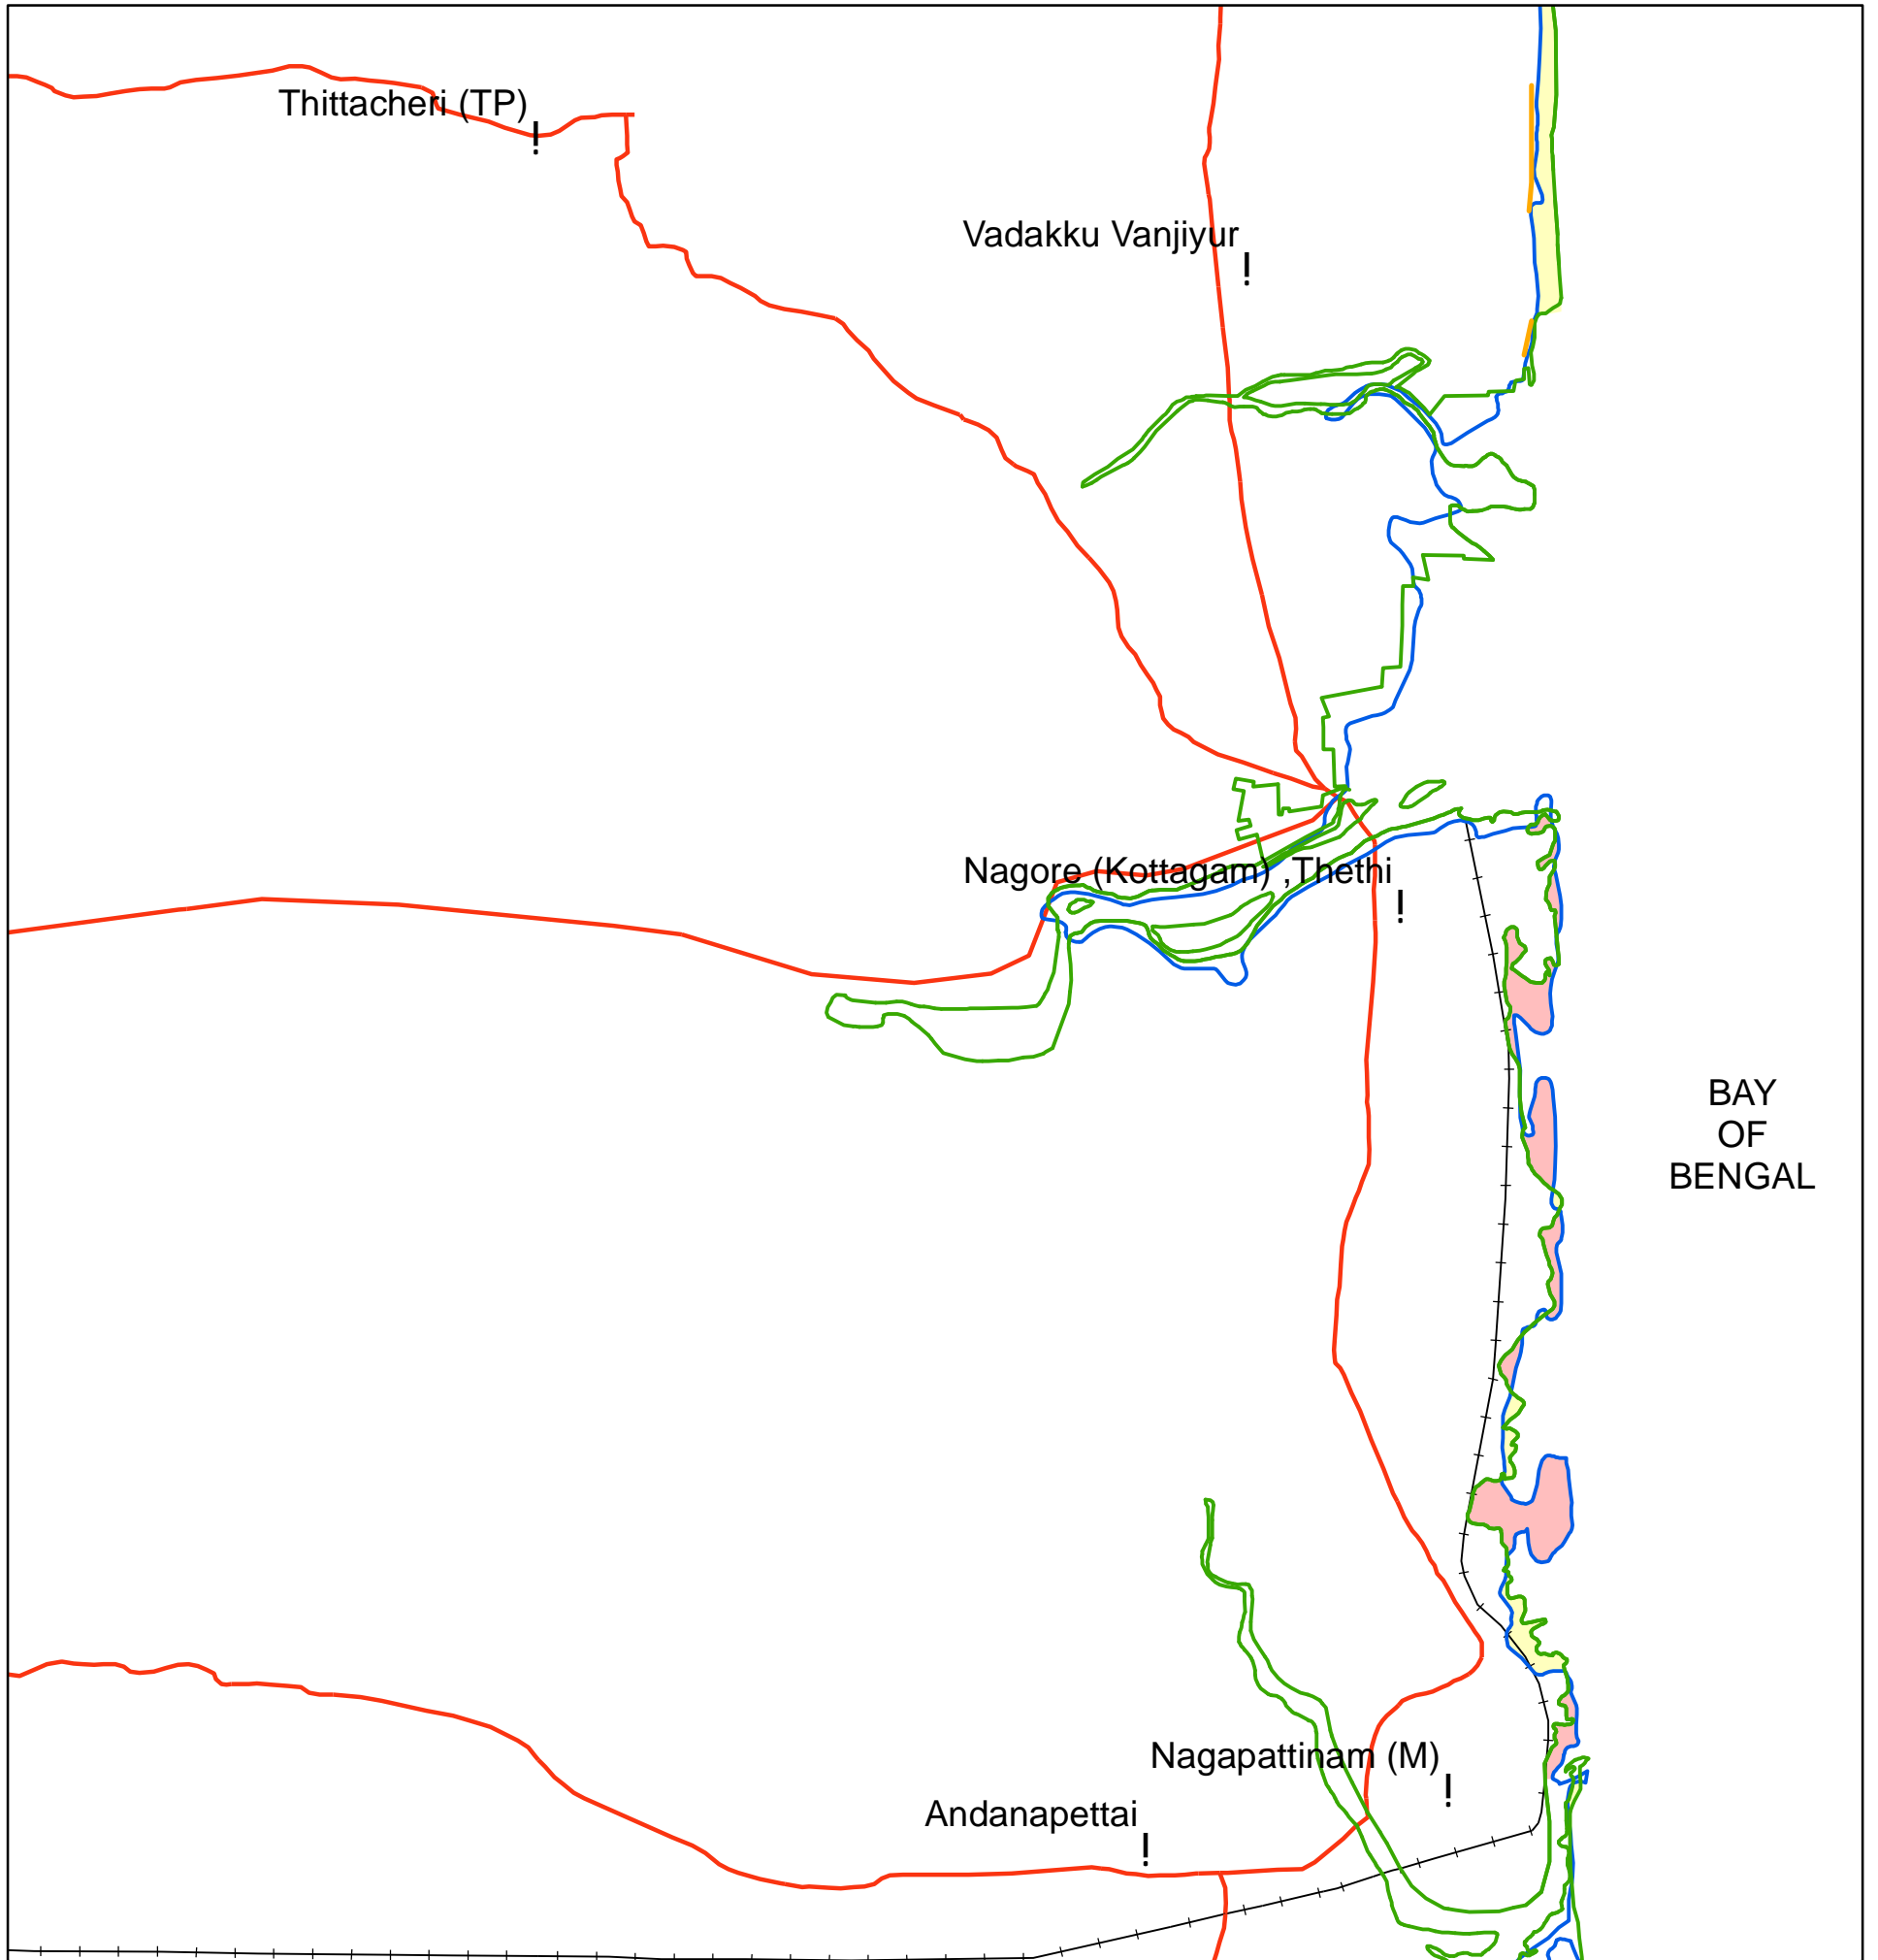 Thittacheri (TP)
Vadakku Vanjiyur
Nagore (Kottagam) ,Thethi
BAY
OF
BENGAL
Nagapattinam (M)
Andanapettai